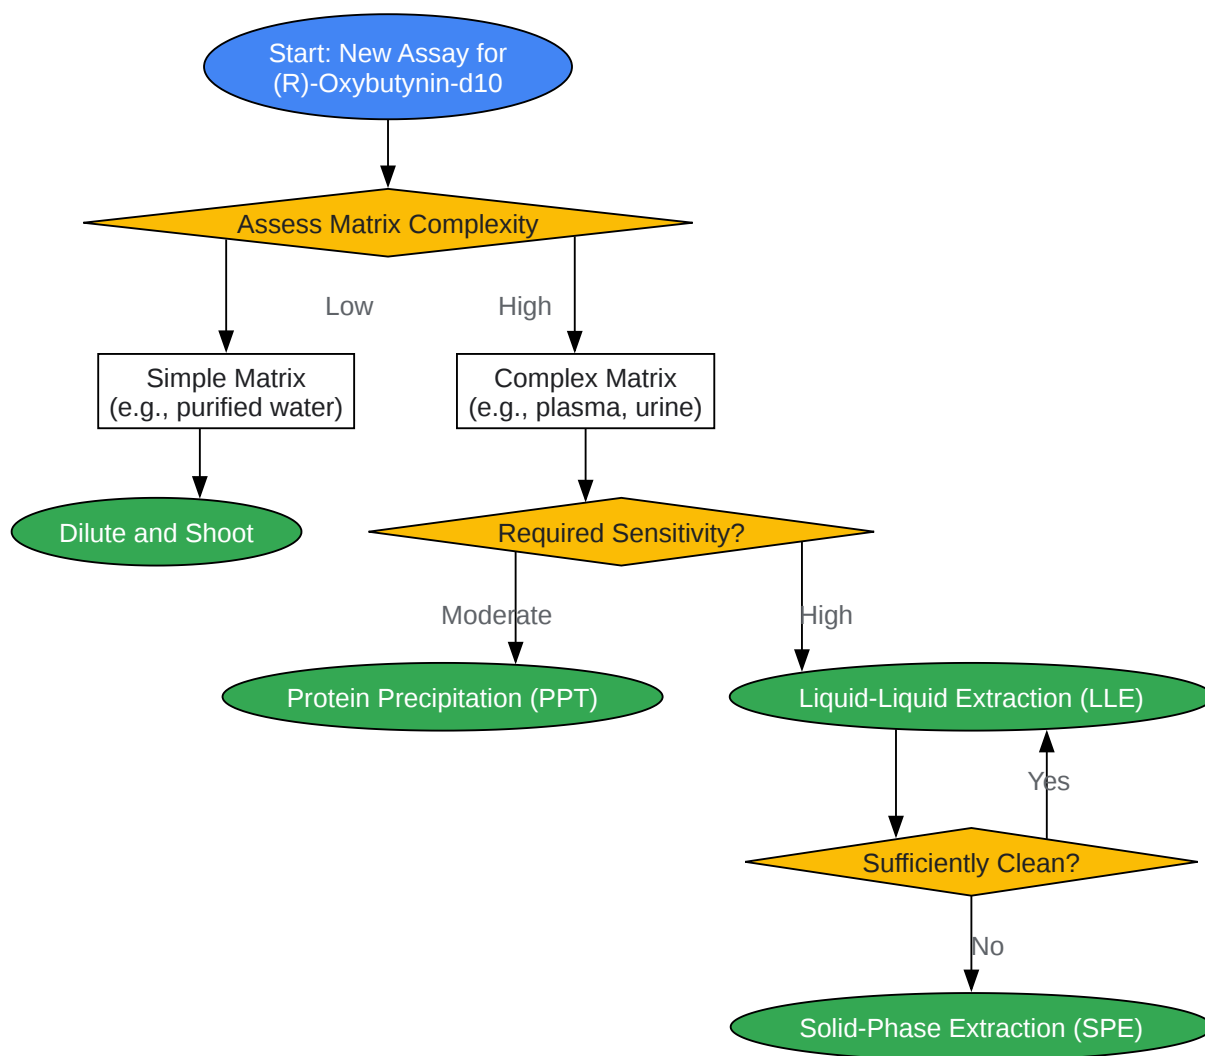 Start: New Assay for
(R)-Oxybutynin-d10
Assess Matrix Complexity
Low
High
Simple Matrix
(e.g., purified water)
Complex Matrix
(e.g., plasma, urine)
Dilute and Shoot
Required Sensitivity?
Moderate
High
Protein Precipitation (PPT)
Liquid-Liquid Extraction (LLE)
Yes
Sufficiently Clean?
No
Solid-Phase Extraction (SPE)